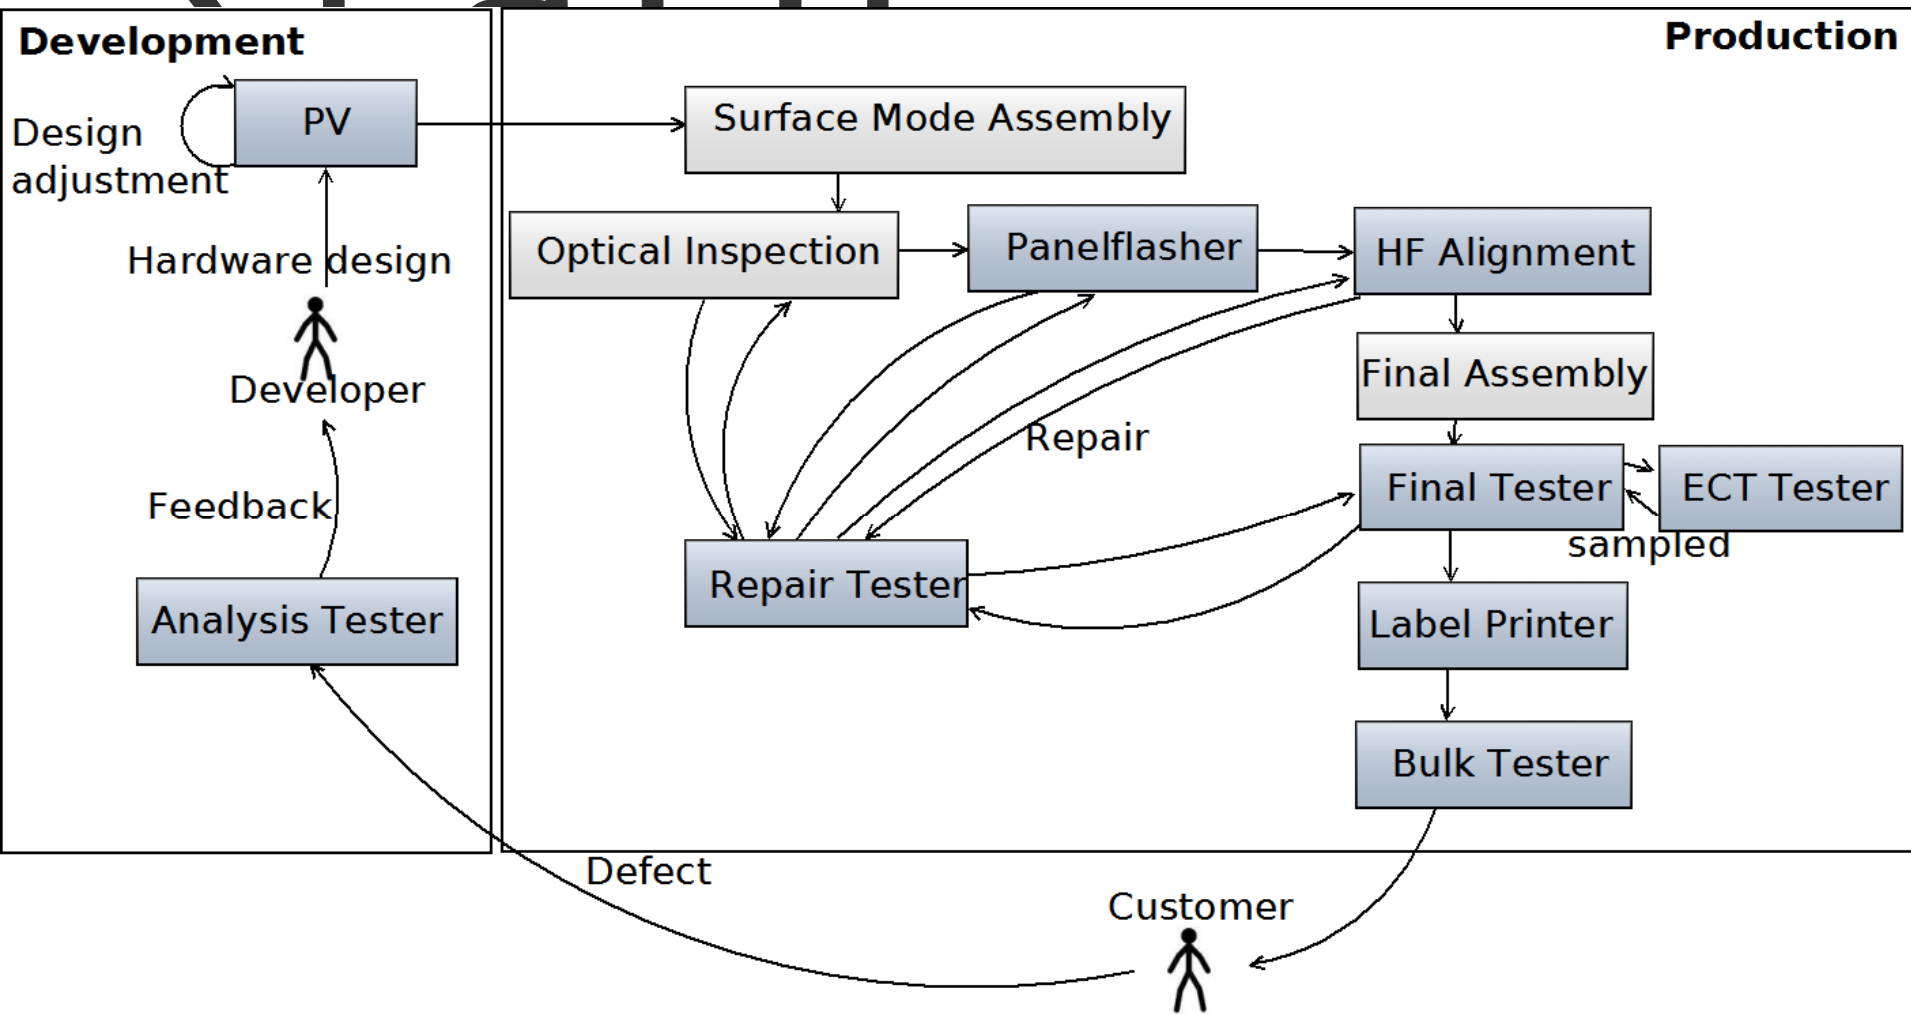 Development
Production
PV
Design
adjustment
Surface Mode Assembly
Optical Inspection
Panelflasher
HF Alignment
Hardware design
Final Assembly
Developer
Repair
Final Tester
ECT Tester
Feedback
sampled
Repair Tester
Analysis Tester
Label Printer
Bulk Tester
Defect
Customer